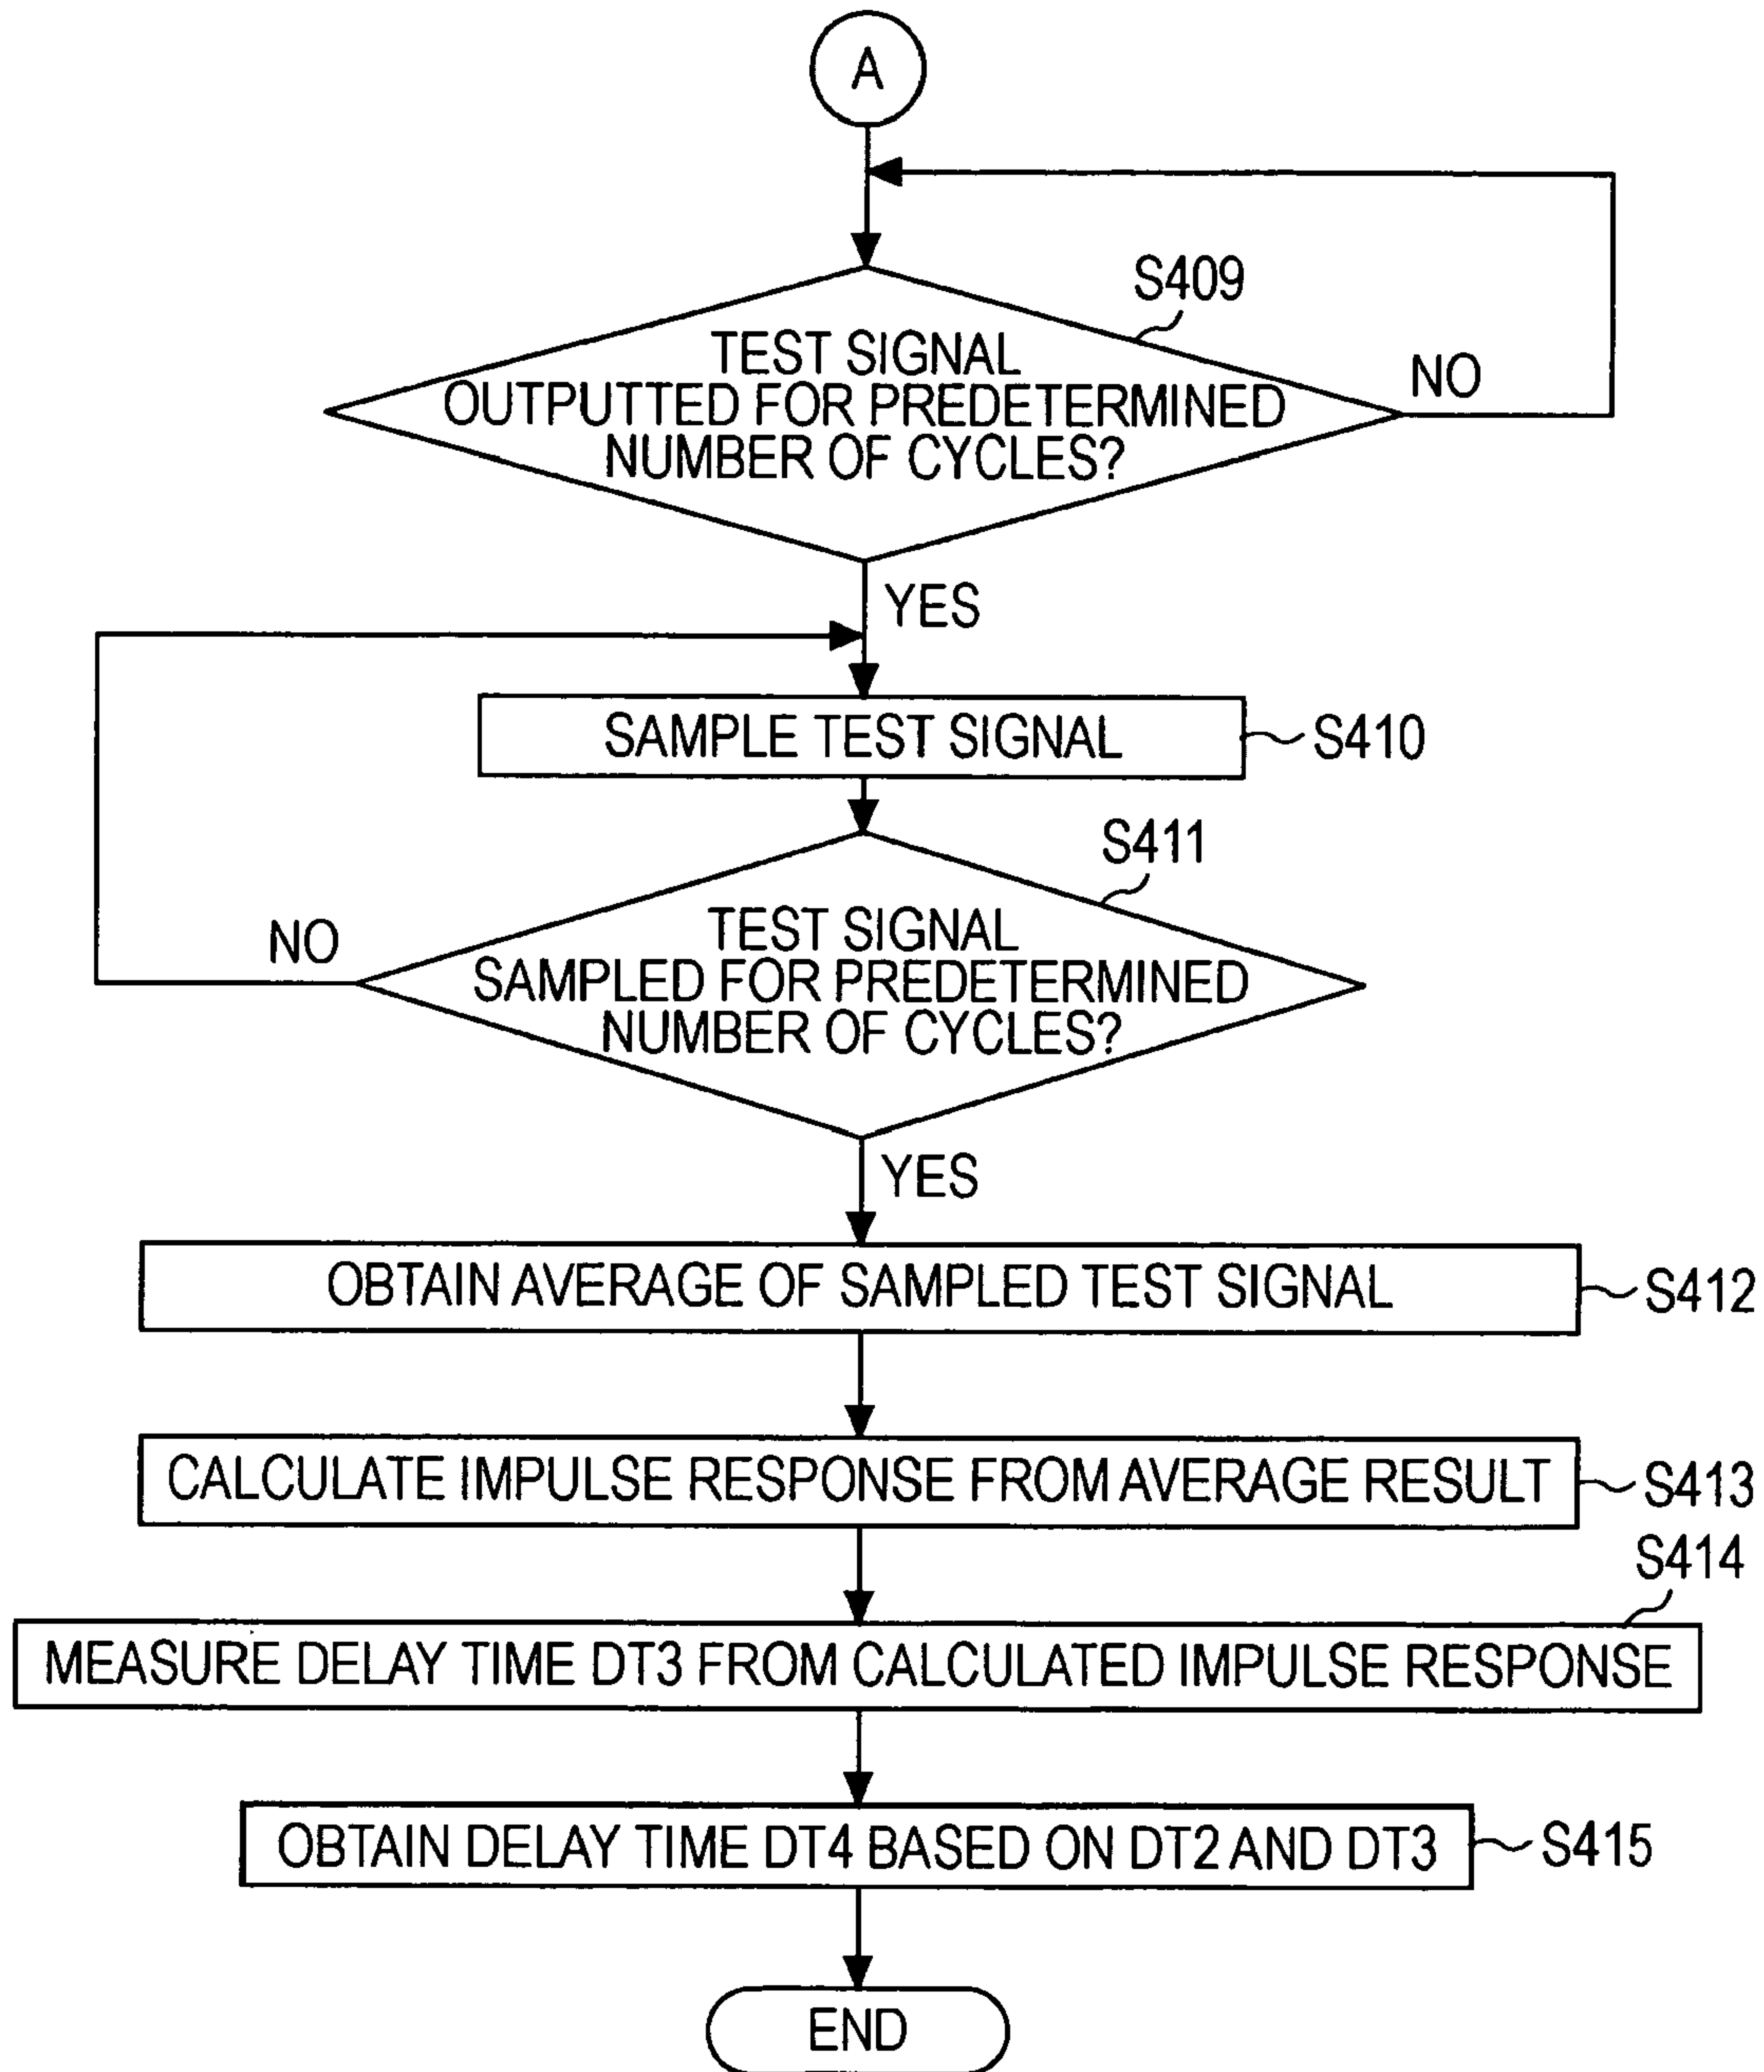 A
S409
TEST SIGNAL
OUTPUTTED FOR PREDETERMINED
NUMBER OF CYCLES?
NO
YES
SAMPLE TEST SIGNAL
S410
S411
TEST SIGNAL
SAMPLED FOR PREDETERMINED
NUMBER OF CYCLES?
NO
YES
OBTAIN AVERAGE OF SAMPLED TEST SIGNAL
S412
CALCULATE IMPULSE RESPONSE FROM AVERAGE RESULT
S413
S414
MEASURE DELAY TIME DT3 FROM CALCULATED IMPULSE RESPONSE
OBTAIN DELAY TIME DT4 BASED ON DT2 AND DT3
S415
END